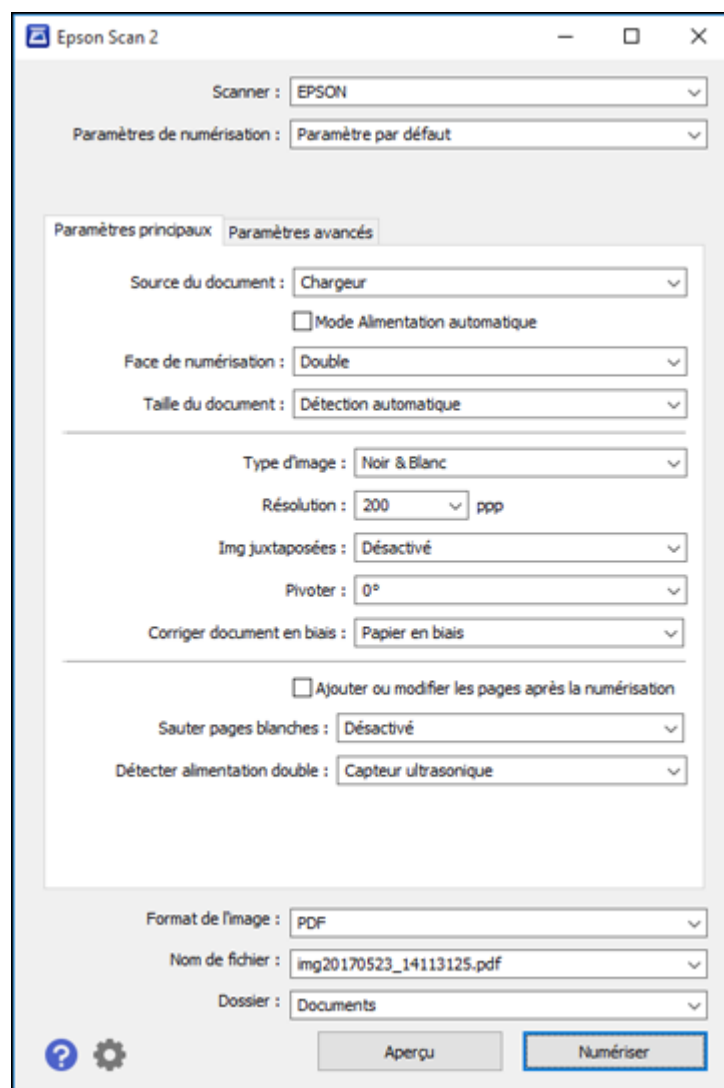 Epson Scan 2
Scanner : EPSON
Paramètres de numérisation : Paramètre par défaut
Paramètres principaux Paramètres avancés
Source du document : Chargeur
Mode Alimentation automatique
Face de numérisation : Double
Taille du document : Détection automatique
Type d'image : Noir & Blanc
Résolution : 200 ppp
Img juxtaposées : Désactivé
Pivoter : 0°
Corriger document en biais : Papier en biais
Ajouter ou modifier les pages après la numérisation
Sauter pages blanches : Désactivé
Détecter alimentation double : Capteur ultrasonique
Format de l'image : PDF
Nom de fichier : img20170523_14113125.pdf
Dossier : Documents
? Aperçu Numériser